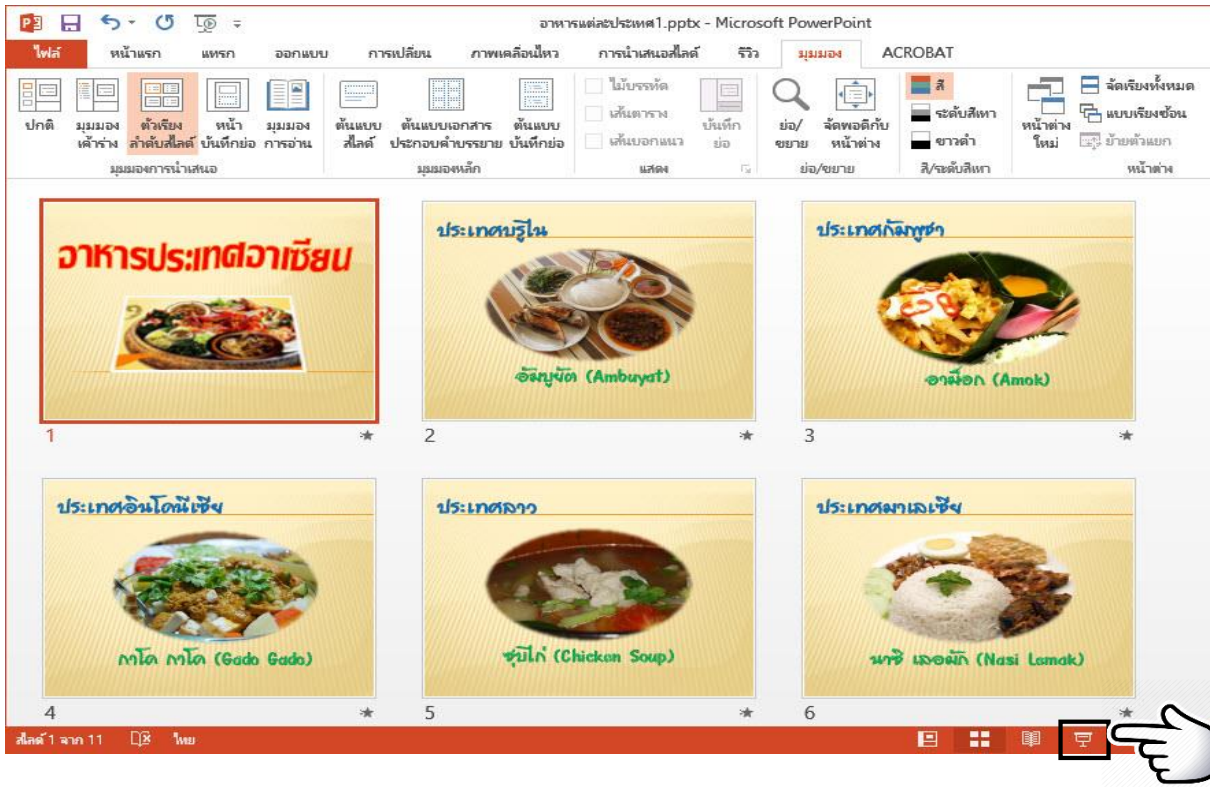 อาหารแต่ละประเทศ1.pptx - Microsoft PowerPoint
ไฟล์ หน้าแรก แทรก ออกแบบ การเปลี่ยน ภาพเคลื่อนไหว การนำเสนอสไลด์ รีวิว มุมมอง ACROBAT
ปกติ
มุมมอง
เค้าร่าง
ตัวเรียง
ลำดับสไลด์
หน้า
บันทึกย่อ
มุมมอง
การอ่าน
มุมมองการนำเสนอ
ต้นแบบ
สไลด์
ต้นแบบเอกสาร
ประกอบคำบรรยาย
ต้นแบบ
บันทึกย่อ
มุมมองหลัก
ไม้บรรทัด
เส้นตาราง
เส้นบอกแนว
บันทึก
ย่อ
แสดง
ย่อ/
ขยาย
จัดพอดีกับ
หน้าต่าง
ย่อ/ขยาย
สี
ระดับสีเทา
ขาวดำ
สี/ระดับสีเทา
หน้าต่าง
ใหม่
จัดเรียงทั้งหมด
แบบเรียงซ้อน
ย้ายตัวแยก
หน้าต่าง
อาหารประเทศอาเซียน
1
ประเทศบรูไน
อัมบูยัต (Ambuyat)
2
ประเทศกัมพูชา
อาม็อก (Amok)
3
ประเทศอินโดนีเซีย
กาโด กาโด (Gado Gado)
4
ประเทศลาว
ซุปไก่ (Chicken Soup)
5
ประเทศมาเลเซีย
นาซิ เลอมัก (Nasi Lemak)
6
สไลด์ 1 จาก 11 ไทย